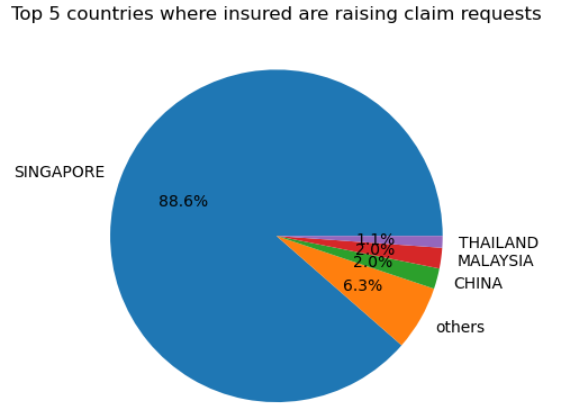 Top 5 countries where insured are raising claim requests
SINGAPORE
88.6%
1.1%
THAILAND
2.0%
MALAYSIA
2.0%
CHINA
6.3%
others